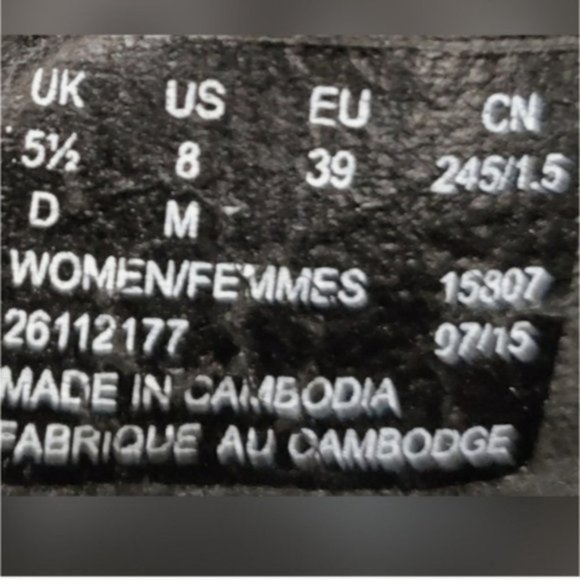 UK US EU CN
5½ 8 39 245/1.5
D M
WOMEN/FEMMES 15807
26112177 07/15
MADE IN CAMBODIA
FABRIQUE AU CAMBODGE